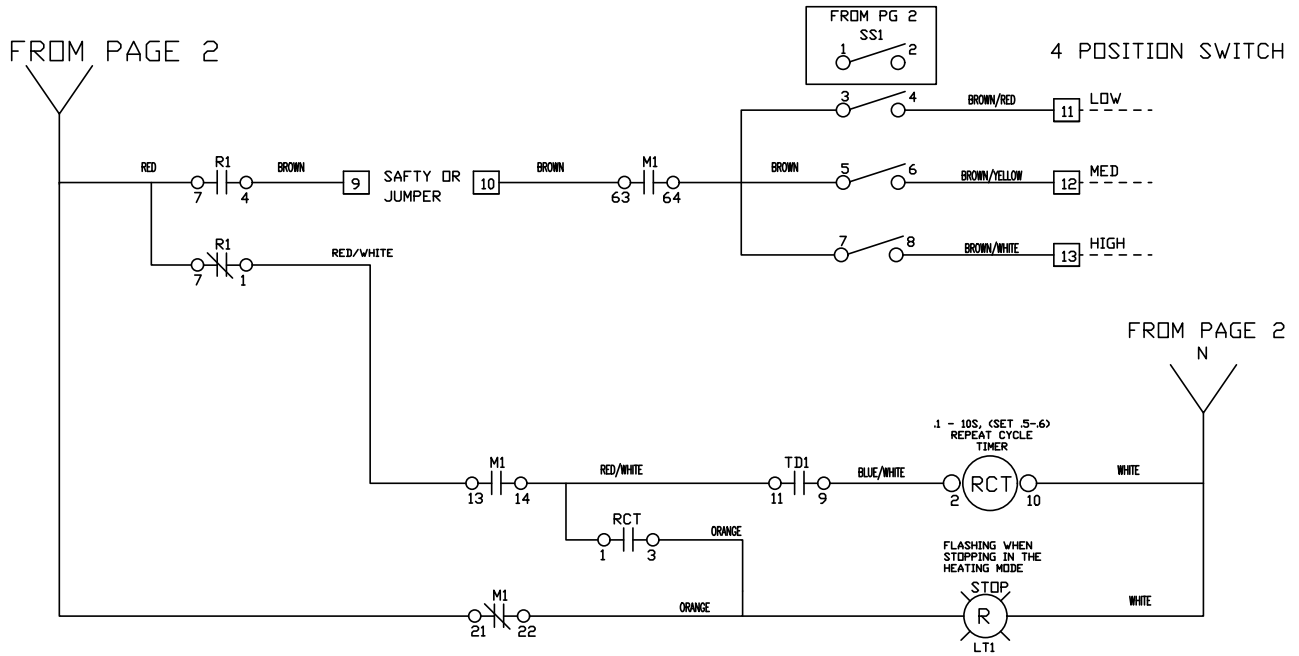 FROM PG 2
SS1
1 2
FROM PAGE 2
4 POSITION SWITCH
3 4
BROWN/RED
11
LOW
RED
R1
7 4
BROWN
9
SAFTY OR
JUMPER
10
BROWN
M1
63 64
BROWN
5 6
BROWN/YELLOW
12
MED
R1
7 1
RED/WHITE
7 8
BROWN/WHITE
13
HIGH
FROM PAGE 2
N
.1 - 10S, (SET .5-.6)
REPEAT CYCLE
TIMER
M1
13 14
RED/WHITE
TD1
11 9
BLUE/WHITE
2
RCT
10
WHITE
RCT
1 3
ORANGE
FLASHING WHEN
STOPPING IN THE
HEATING MODE
STOP
M1
21 22
ORANGE
R
LT1
WHITE